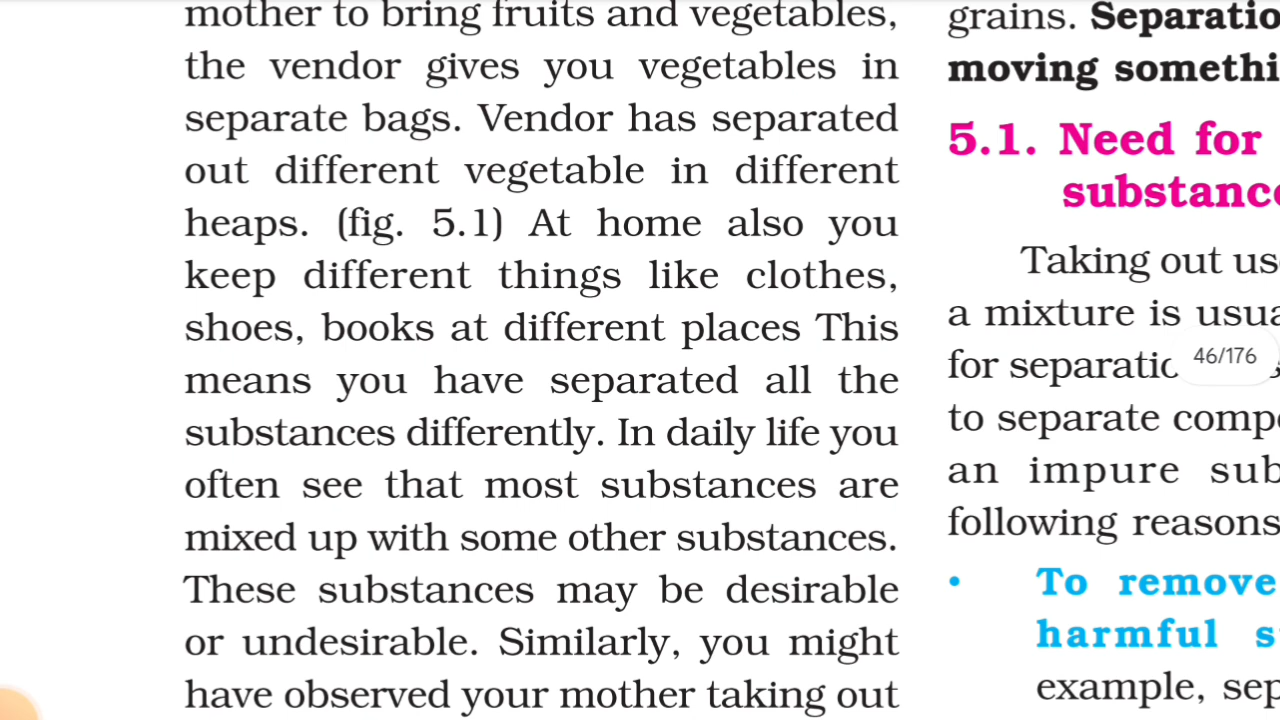 mother to bring fruits and vegetables,
the vendor gives you vegetables in
separate bags. Vendor has separated
out different vegetable in different
heaps. (fig. 5.1) At home also you
keep different things like clothes,
shoes, books at different places This
means you have separated all the
substances differently. In daily life you
often see that most substances are
mixed up with some other substances.
These substances may be desirable
or undesirable. Similarly, you might
have observed your mother taking out
grains. Separatio
moving somethi
5.1. Need for
substance
Taking out us
a mixture is usua
for separatio
46/176
to separate comp
an impure sub
following reasons
• To remove
harmful s
example, sep